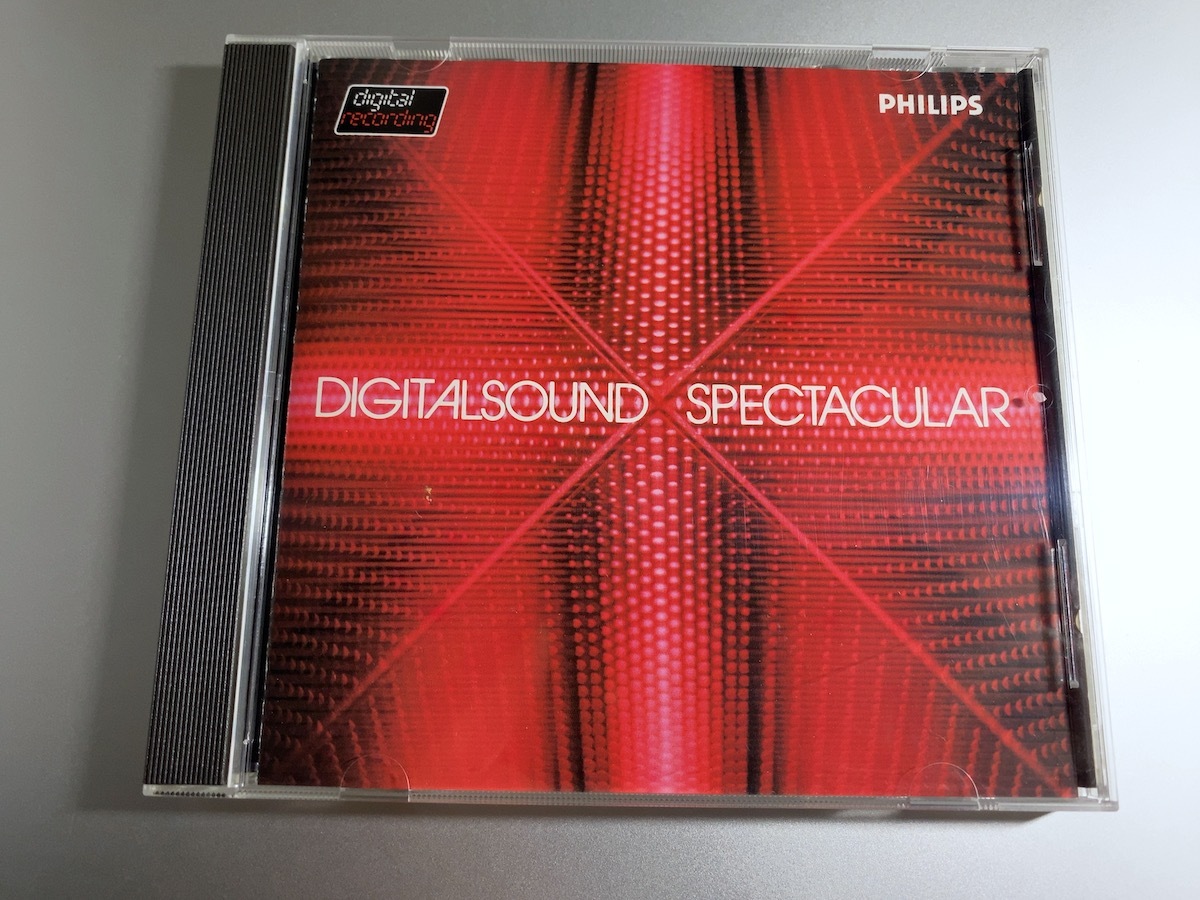 digital
recording
PHILIPS
DIGITALSOUND SPECTACULAR